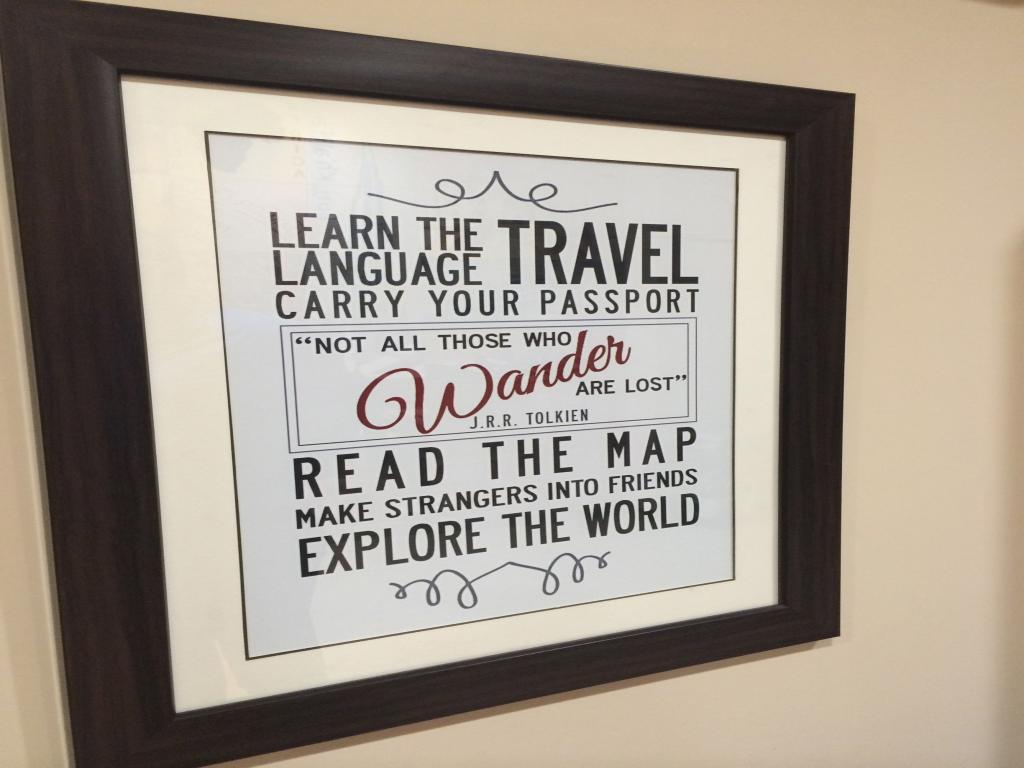 LEARN THE
LANGUAGE
TRAVEL
CARRY YOUR PASSPORT
“NOT ALL THOSE WHO
Wander
ARE LOST”
J.R.R. TOLKIEN
READ THE MAP
MAKE STRANGERS INTO FRIENDS
EXPLORE THE WORLD